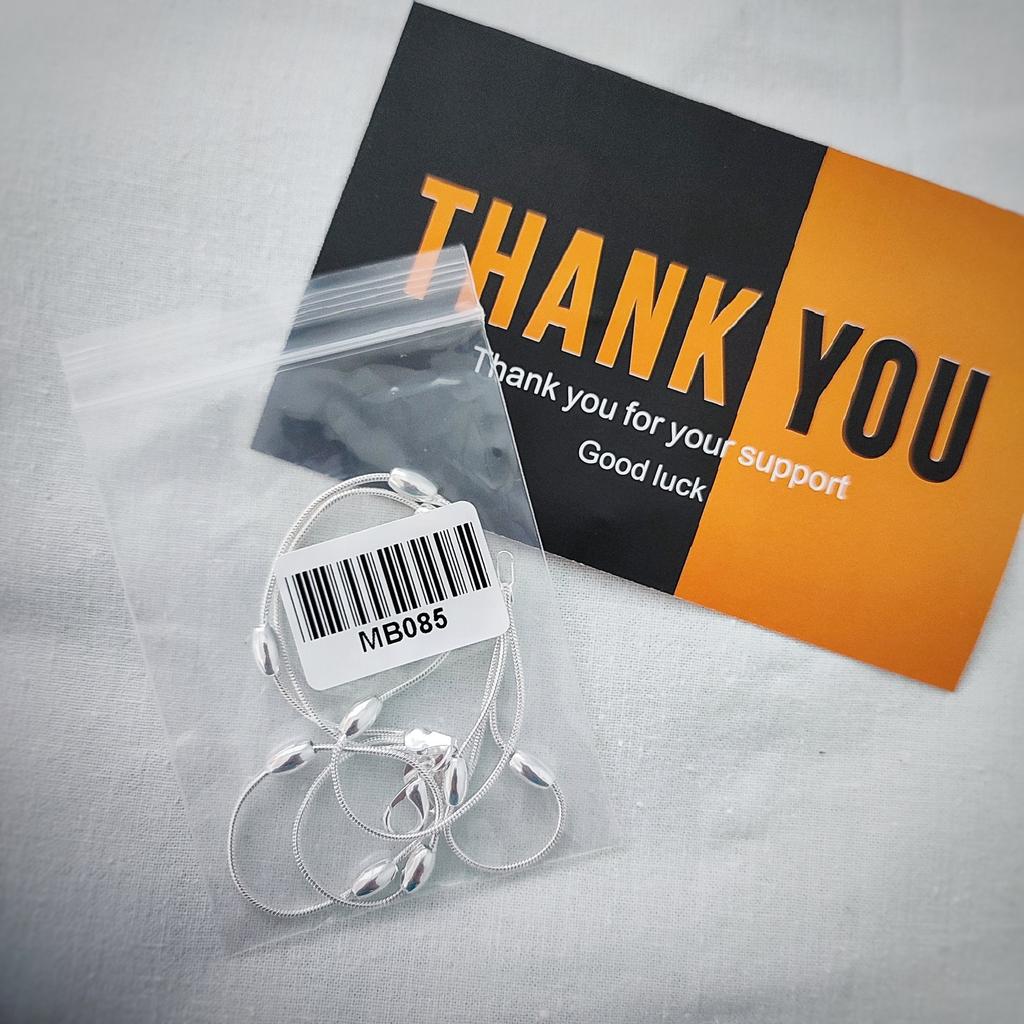 THANK YOU
Thank you for your support
Good luck
MB085